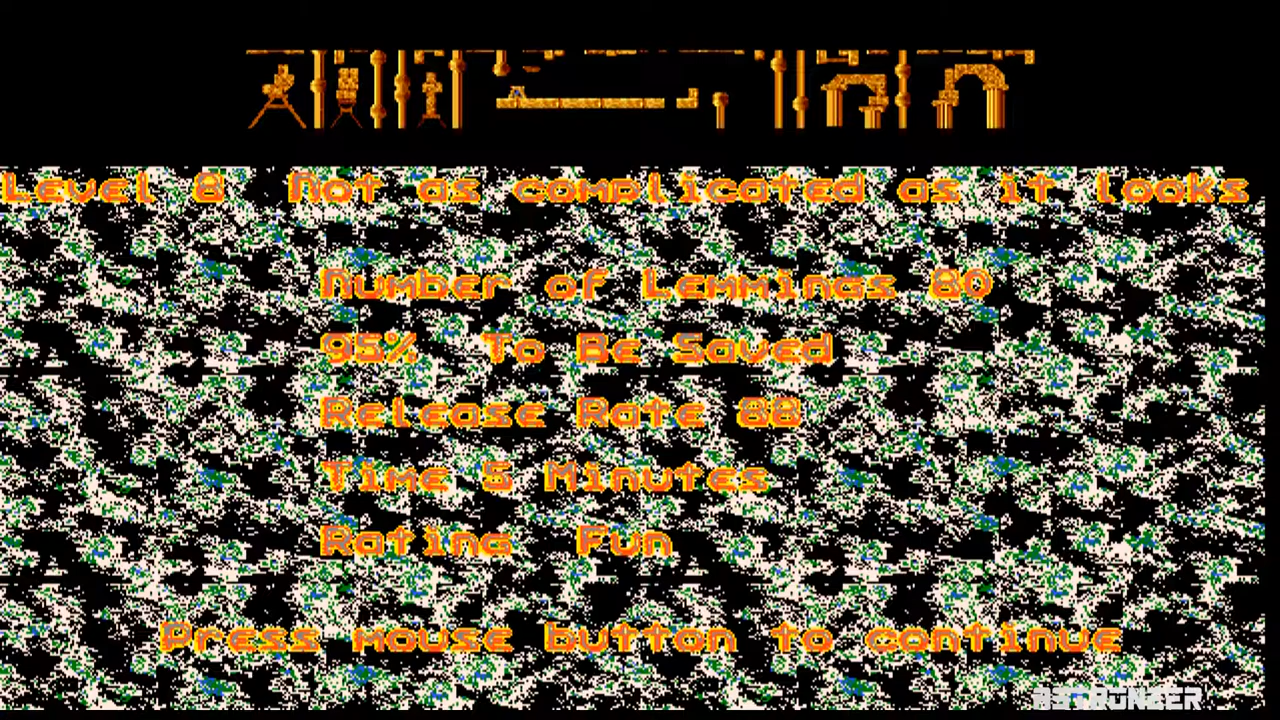 Level 8 Not as complicated as it looks
Number of Lemmings 80
95% To Be Saved
Release Rate 88
Time 5 Minutes
Rating Fun
Press mouse button to continue